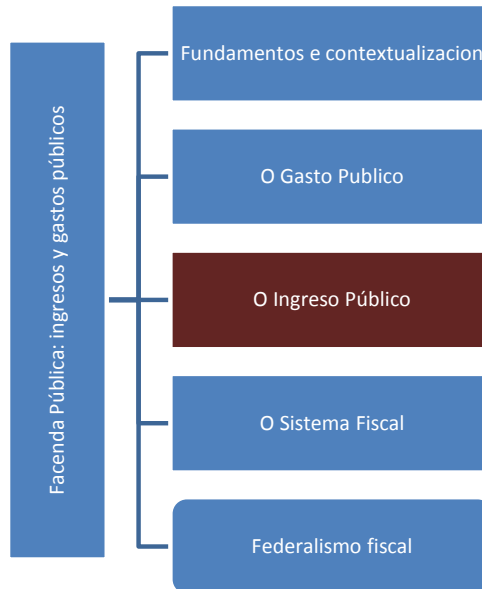 Facenda Pública: ingresos y gastos públicos
Fundamentos e contextualizacion
O Gasto Publico
O Ingreso Público
O Sistema Fiscal
Federalismo fiscal